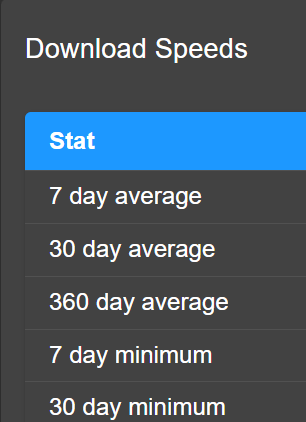 Download Speeds
Stat
7 day average
30 day average
360 day average
7 day minimum
30 day minimum